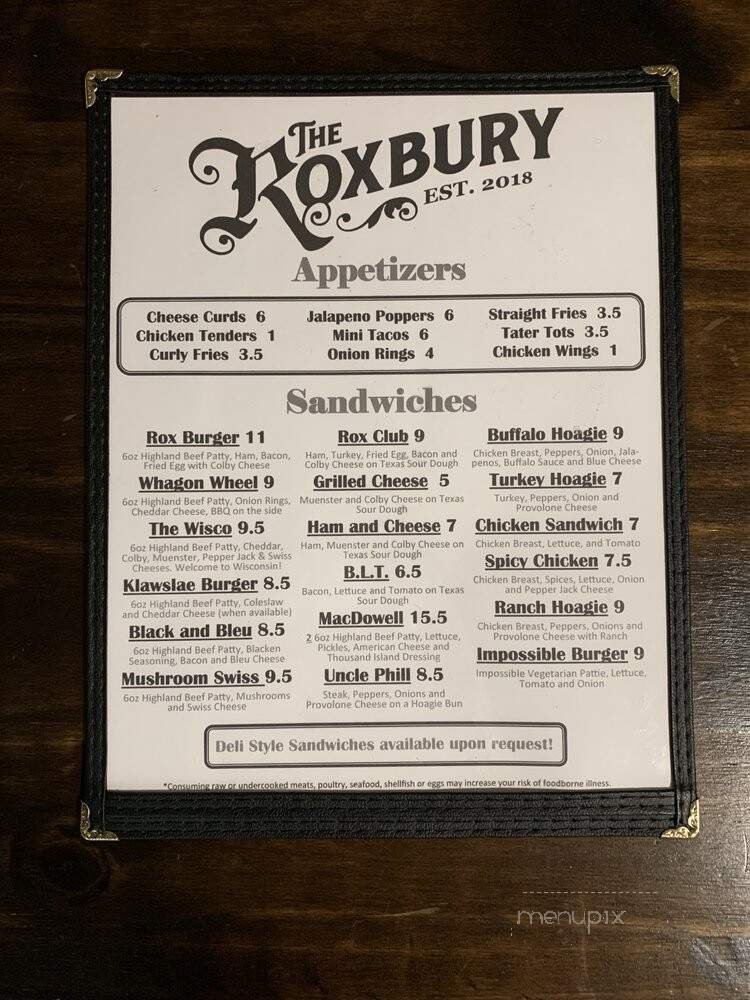 THE
ROXBURY
EST. 2018
Appetizers
Cheese Curds 6
Chicken Tenders 1
Curly Fries 3.5
Jalapeno Poppers 6
Mini Tacos 6
Onion Rings 4
Straight Fries 3.5
Tater Tots 3.5
Chicken Wings 1
Sandwiches
Rox Burger 11
6oz Highland Beef Patty, Ham, Bacon,
Fried Egg with Colby Cheese
Whagon Wheel 9
6oz Highland Beef Patty, Onion Rings,
Cheddar Cheese, BBQ on the side
The Wisco 9.5
6oz Highland Beef Patty, Cheddar,
Colby, Muenster, Pepper Jack & Swiss
Cheeses. Welcome to Wisconsin!
Klawslae Burger 8.5
6oz Highland Beef Patty, Coleslaw
and Cheddar Cheese (when available)
Black and Bleu 8.5
6oz Highland Beef Patty, Blacken
Seasoning, Bacon and Bleu Cheese
Mushroom Swiss 9.5
6oz Highland Beef Patty, Mushrooms
and Swiss Cheese
Rox Club 9
Ham, Turkey, Fried Egg, Bacon and
Colby Cheese on Texas Sour Dough
Grilled Cheese 5
Muenster and Colby Cheese on Texas
Sour Dough
Ham and Cheese 7
Ham, Muenster and Colby Cheese on
Texas Sour Dough
B.L.T. 6.5
Bacon, Lettuce and Tomato on Texas
Sour Dough
MacDowell 15.5
2 6oz Highland Beef Patty, Lettuce,
Pickles, American Cheese and
Thousand Island Dressing
Uncle Phill 8.5
Steak, Peppers, Onions and
Provolone Cheese on a Hoagie Bun
Buffalo Hoagie 9
Chicken Breast, Peppers, Onion, Jala-
penos, Buffalo Sauce and Blue Cheese
Turkey Hoagie 7
Turkey, Peppers, Onion and
Provolone Cheese
Chicken Sandwich 7
Chicken Breast, Lettuce, and Tomato
Spicy Chicken 7.5
Chicken Breast, Spices, Lettuce, Onion
and Pepper Jack Cheese
Ranch Hoagie 9
Chicken Breast, Peppers, Onions and
Provolone Cheese with Ranch
Impossible Burger 9
Impossible Vegetarian Pattie, Lettuce,
Tomato and Onion
Deli Style Sandwiches available upon request!
*Consuming raw or undercooked meats, poultry, seafood, shellfish or eggs may increase your risk of foodborne illness.
menupix